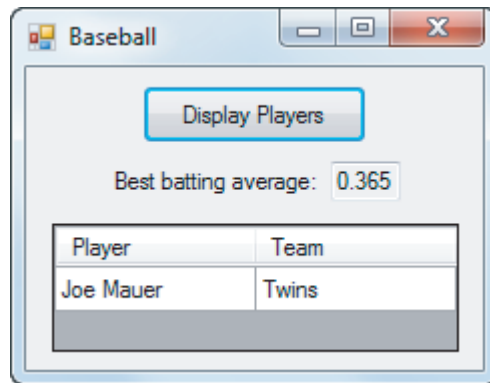 Baseball
Display Players
Best batting average: 0.365
Player Team
Joe Mauer Twins